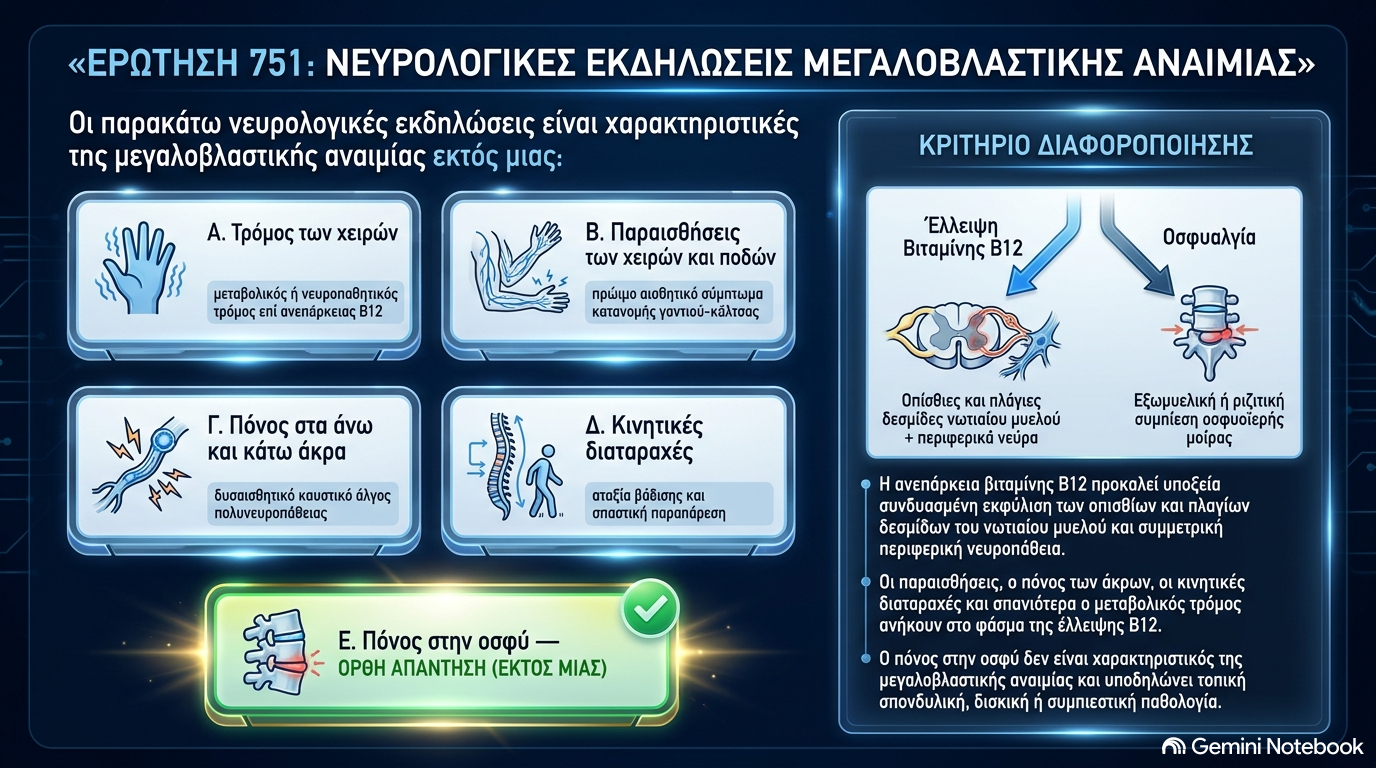 «ΕΡΩΤΗΣΗ 751: ΝΕΥΡΟΛΟΓΙΚΕΣ ΕΚΔΗΛΩΣΕΙΣ ΜΕΓΑΛΟΒΛΑΣΤΙΚΗΣ ΑΝΑΙΜΙΑΣ»
Οι παρακάτω νευρολογικές εκδηλώσεις είναι χαρακτηριστικές
της μεγαλοβλαστικής αναιμίας εκτός μιας:
Α. Τρόμος των χειρών
μεταβολικός ή νευροπαθητικός
τρόμος επί ανεπάρκειας Β12
Β. Παραισθήσεις
των χειρών και ποδών
πρώιμο αισθητικό σύμπτωμα
κατανομής γαντιού-κάλτσας
Γ. Πόνος στα άνω
και κάτω άκρα
δυσαισθητικό καυστικό άλγος
πολυνευροπάθειας
Δ. Κινητικές
διαταραχές
αταξία βάδισης και
σπαστική παραπάρεση
Ε. Πόνος στην οσφύ —
ΟΡΘΗ ΑΠΑΝΤΗΣΗ (ΕΚΤΟΣ ΜΙΑΣ)
ΚΡΙΤΗΡΙΟ ΔΙΑΦΟΡΟΠΟΙΗΣΗΣ
Έλλειψη
Βιταμίνης Β12
Οσφυαλγία
Οπίσθιες και πλάγιες
δεσμίδες νωτιαίου μυελού
+ περιφερικά νεύρα
Εξωμυελική ή ριζιτική
συμπίεση οσφυϊερής
μοίρας
Η ανεπάρκεια βιταμίνης Β12 προκαλεί υποξεία
συνδυασμένη εκφύλιση των οπισθίων και πλαγίων
δεσμίδων του νωτιαίου μυελού και συμμετρική
περιφερική νευροπάθεια.
Οι παραισθήσεις, ο πόνος των άκρων, οι κινητικές
διαταραχές και σπανιότερα ο μεταβολικός τρόμος
ανήκουν στο φάσμα της έλλειψης Β12.
Ο πόνος στην οσφύ δεν είναι χαρακτηριστικός της
μεγαλοβλαστικής αναιμίας και υποδηλώνει τοπική
σπονδυλική, δισκική ή συμπιεστική παθολογία.
Gemini Notebook